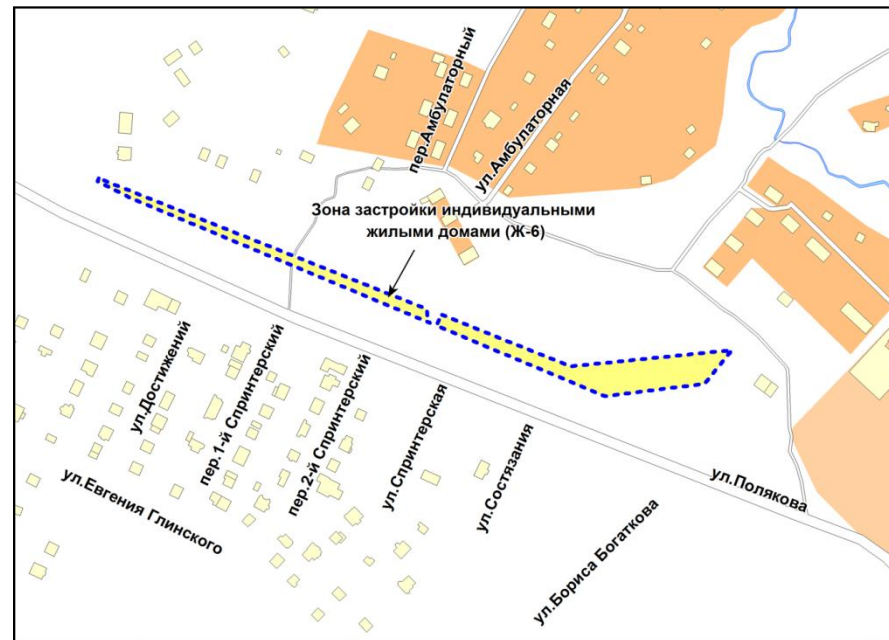 пер.Амбулаторный
ул.Амбулаторная
Зона застройки индивидуальными
жилыми домами (Ж-6)
ул.Достижений
пер.1-й Спринтерский
пер.2-й Спринтерский
ул.Спринтерская
ул.Состязания
ул.Полякова
ул.Евгения Глинского
ул.Бориса Богаткова